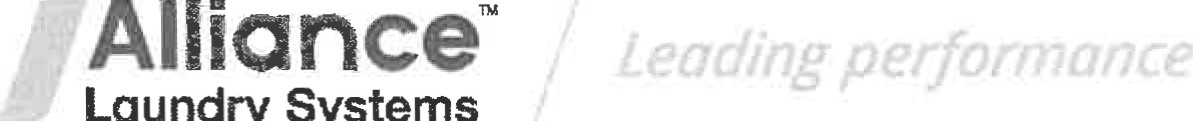 Alliance™
Laundry Systems
Leading performance